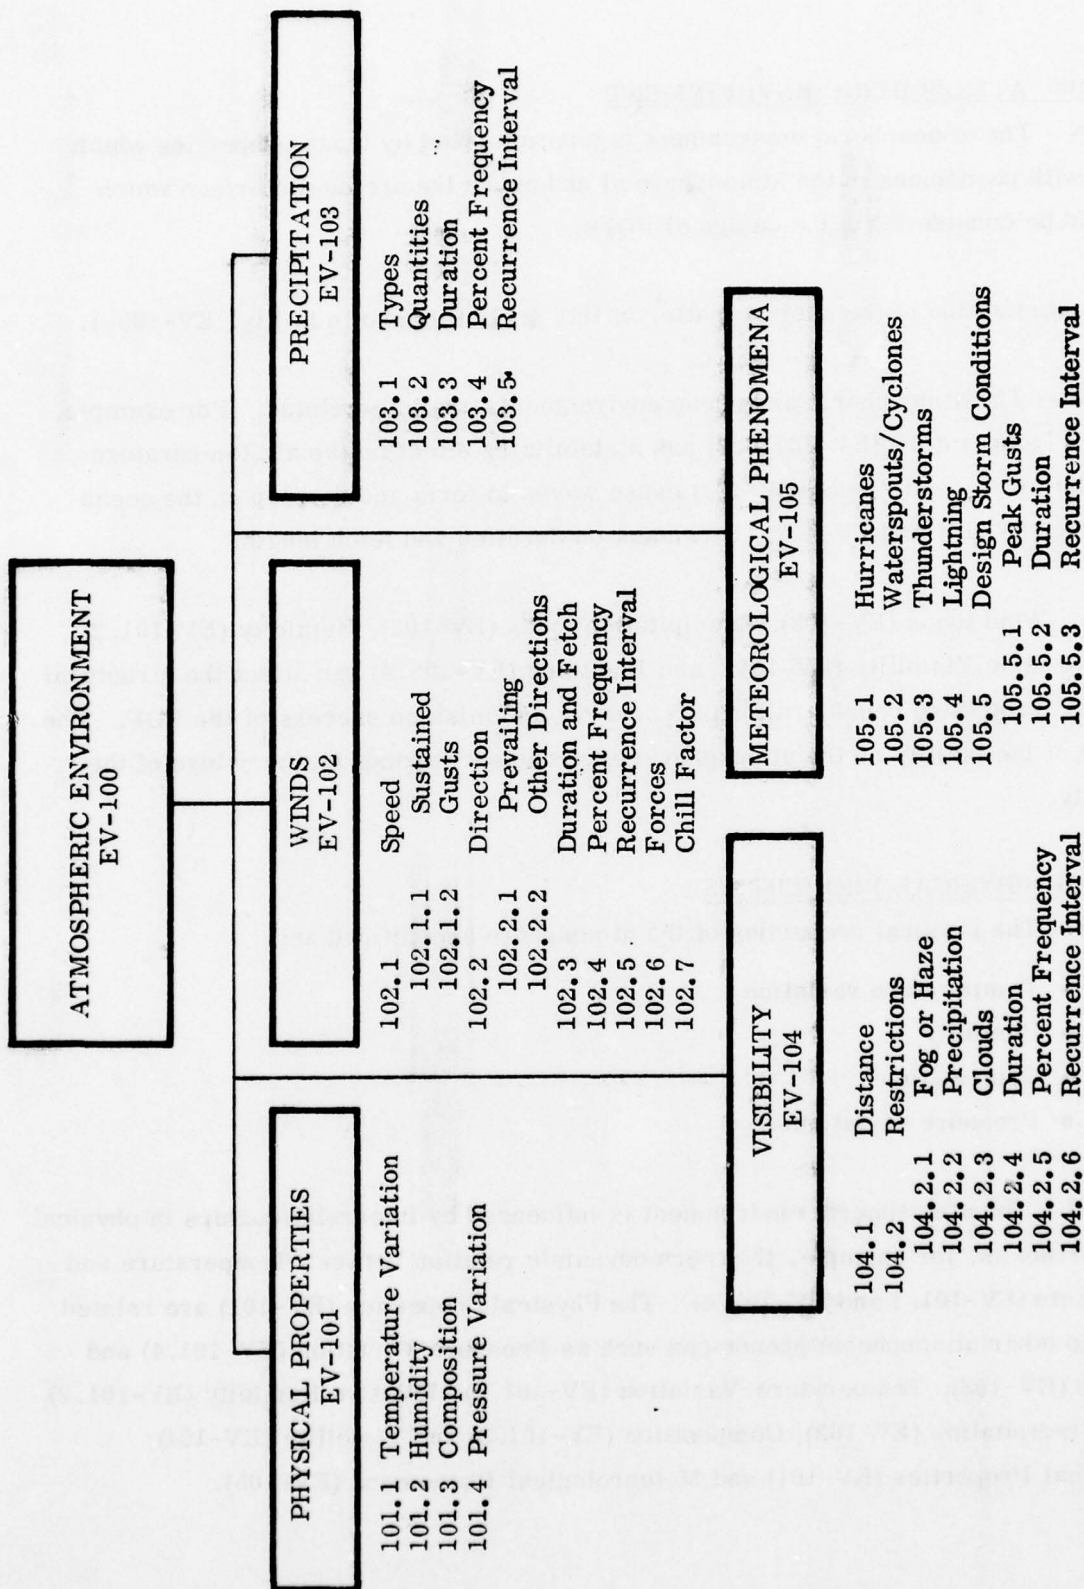 ATMOSPHERIC ENVIRONMENT
EV-100
PHYSICAL PROPERTIES
EV-101
101.1 Temperature Variation
101.2 Humidity
101.3 Composition
101.4 Pressure Variation
WINDS
EV-102
102.1 Speed
102.1.1 Sustained
102.1.2 Gusts
102.2 Direction
102.2.1 Prevailing
102.2.2 Other Directions
102.3 Duration and Fetch
102.4 Percent Frequency
102.5 Recurrence Interval
102.6 Forces
102.7 Chill Factor
PRECIPITATION
EV-103
103.1 Types
103.2 Quantities
103.3 Duration
103.4 Percent Frequency
103.5 Recurrence Interval
VISIBILITY
EV-104
104.1 Distance
104.2 Restrictions
104.2.1 Fog or Haze
104.2.2 Precipitation
104.2.3 Clouds
104.2.4 Duration
104.2.5 Percent Frequency
104.2.6 Recurrence Interval
METEOROLOGICAL PHENOMENA
EV-105
105.1 Hurricanes
105.2 Waterspouts/Cyclones
105.3 Thunderstorms
105.4 Lightning
105.5 Design Storm Conditions
105.5.1 Peak Gusts
105.5.2 Duration
105.5.3 Recurrence Interval